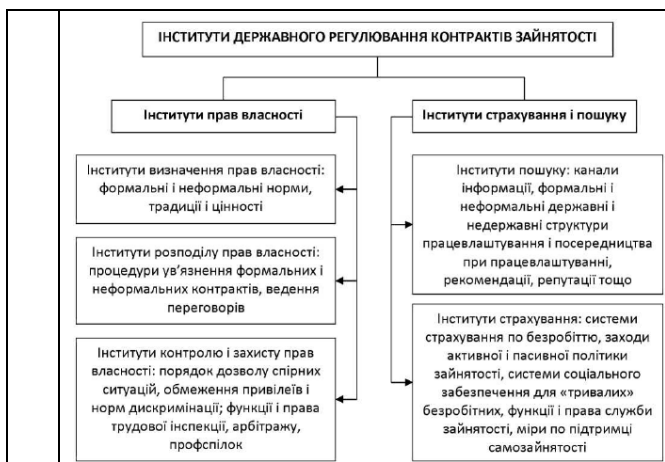 ІНСТИТУТИ ДЕРЖАВНОГО РЕГУЛЮВАННЯ КОНТРАКТІВ ЗАЙНЯТОСТІ
Інститути прав власності
Інститути визначення прав власності:
формальні і неформальні норми,
традиції і цінності
Інститути розподілу прав власності:
процедури ув’язнення формальних і
неформальних контрактів, ведення
переговорів
Інститути контролю і захисту прав
власності: порядок дозволу спірних
ситуацій, обмеження привілеїв і
норм дискримінації; функції і права
трудової інспекції, арбітражу,
профспілок
Інститути страхування і пошуку
Інститути пошуку: канали
інформації, формальні і
неформальні державні і
недержавні структури
працевлаштування і посередництва
при працевлаштуванні,
рекомендації, репутації тощо
Інститути страхування: системи
страхування по безробіттю, заходи
активної і пасивної політики
зайнятості, системи соціального
забезпечення для «тривалих»
безробітних, функції і права служби
зайнятості, міри по підтримці
самозайнятості